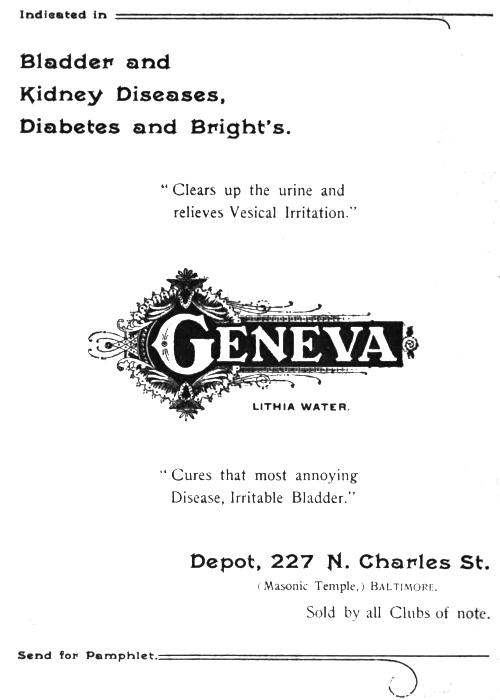 Indicated in
Bladder and
Kidney Diseases,
Diabetes and Bright's.
“Clears up the urine and
relieves Vesical Irritation.”
GENEVA
LITHIA WATER.
“Cures that most annoying
Disease, Irritable Bladder.”
Depot, 227 N. Charles St.
(Masonic Temple,) BALTIMORE.
Sold by all Clubs of note.
Send for Pamphlet.